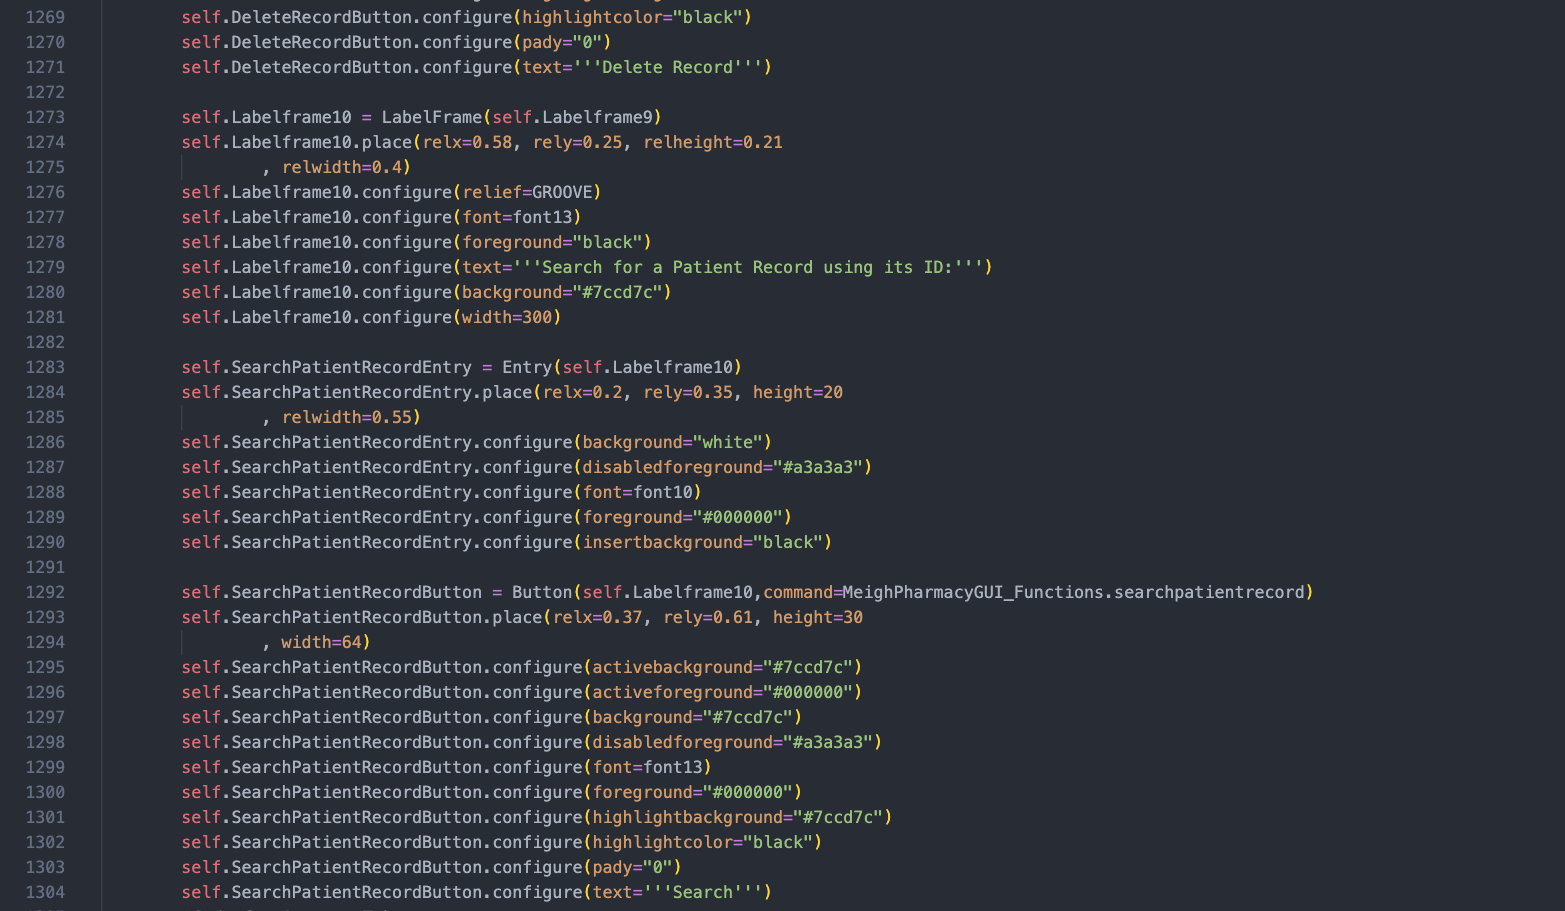 1269 self.DeleteRecordButton.configure(highlightcolor="black")
1270 self.DeleteRecordButton.configure(pady="0")
1271 self.DeleteRecordButton.configure(text='''Delete Record''')
1272
1273 self.Labelframe10 = LabelFrame(self.Labelframe9)
1274 self.Labelframe10.place(relx=0.58, rely=0.25, relheight=0.21
1275 , relwidth=0.4)
1276 self.Labelframe10.configure(relief=GROOVE)
1277 self.Labelframe10.configure(font=font13)
1278 self.Labelframe10.configure(foreground="black")
1279 self.Labelframe10.configure(text='''Search for a Patient Record using its ID:''')
1280 self.Labelframe10.configure(background="#7ccd7c")
1281 self.Labelframe10.configure(width=300)
1282
1283 self.SearchPatientRecordEntry = Entry(self.Labelframe10)
1284 self.SearchPatientRecordEntry.place(relx=0.2, rely=0.35, height=20
1285 , relwidth=0.55)
1286 self.SearchPatientRecordEntry.configure(background="white")
1287 self.SearchPatientRecordEntry.configure(disabledforeground="#a3a3a3")
1288 self.SearchPatientRecordEntry.configure(font=font10)
1289 self.SearchPatientRecordEntry.configure(foreground="#000000")
1290 self.SearchPatientRecordEntry.configure(insertbackground="black")
1291
1292 self.SearchPatientRecordButton = Button(self.Labelframe10,command=MeighPharmacyGUI_Functions.searchpatientrecord)
1293 self.SearchPatientRecordButton.place(relx=0.37, rely=0.61, height=30
1294 , width=64)
1295 self.SearchPatientRecordButton.configure(activebackground="#7ccd7c")
1296 self.SearchPatientRecordButton.configure(activeforeground="#000000")
1297 self.SearchPatientRecordButton.configure(background="#7ccd7c")
1298 self.SearchPatientRecordButton.configure(disabledforeground="#a3a3a3")
1299 self.SearchPatientRecordButton.configure(font=font13)
1300 self.SearchPatientRecordButton.configure(foreground="#000000")
1301 self.SearchPatientRecordButton.configure(highlightbackground="#7ccd7c")
1302 self.SearchPatientRecordButton.configure(highlightcolor="black")
1303 self.SearchPatientRecordButton.configure(pady="0")
1304 self.SearchPatientRecordButton.configure(text='''Search''')